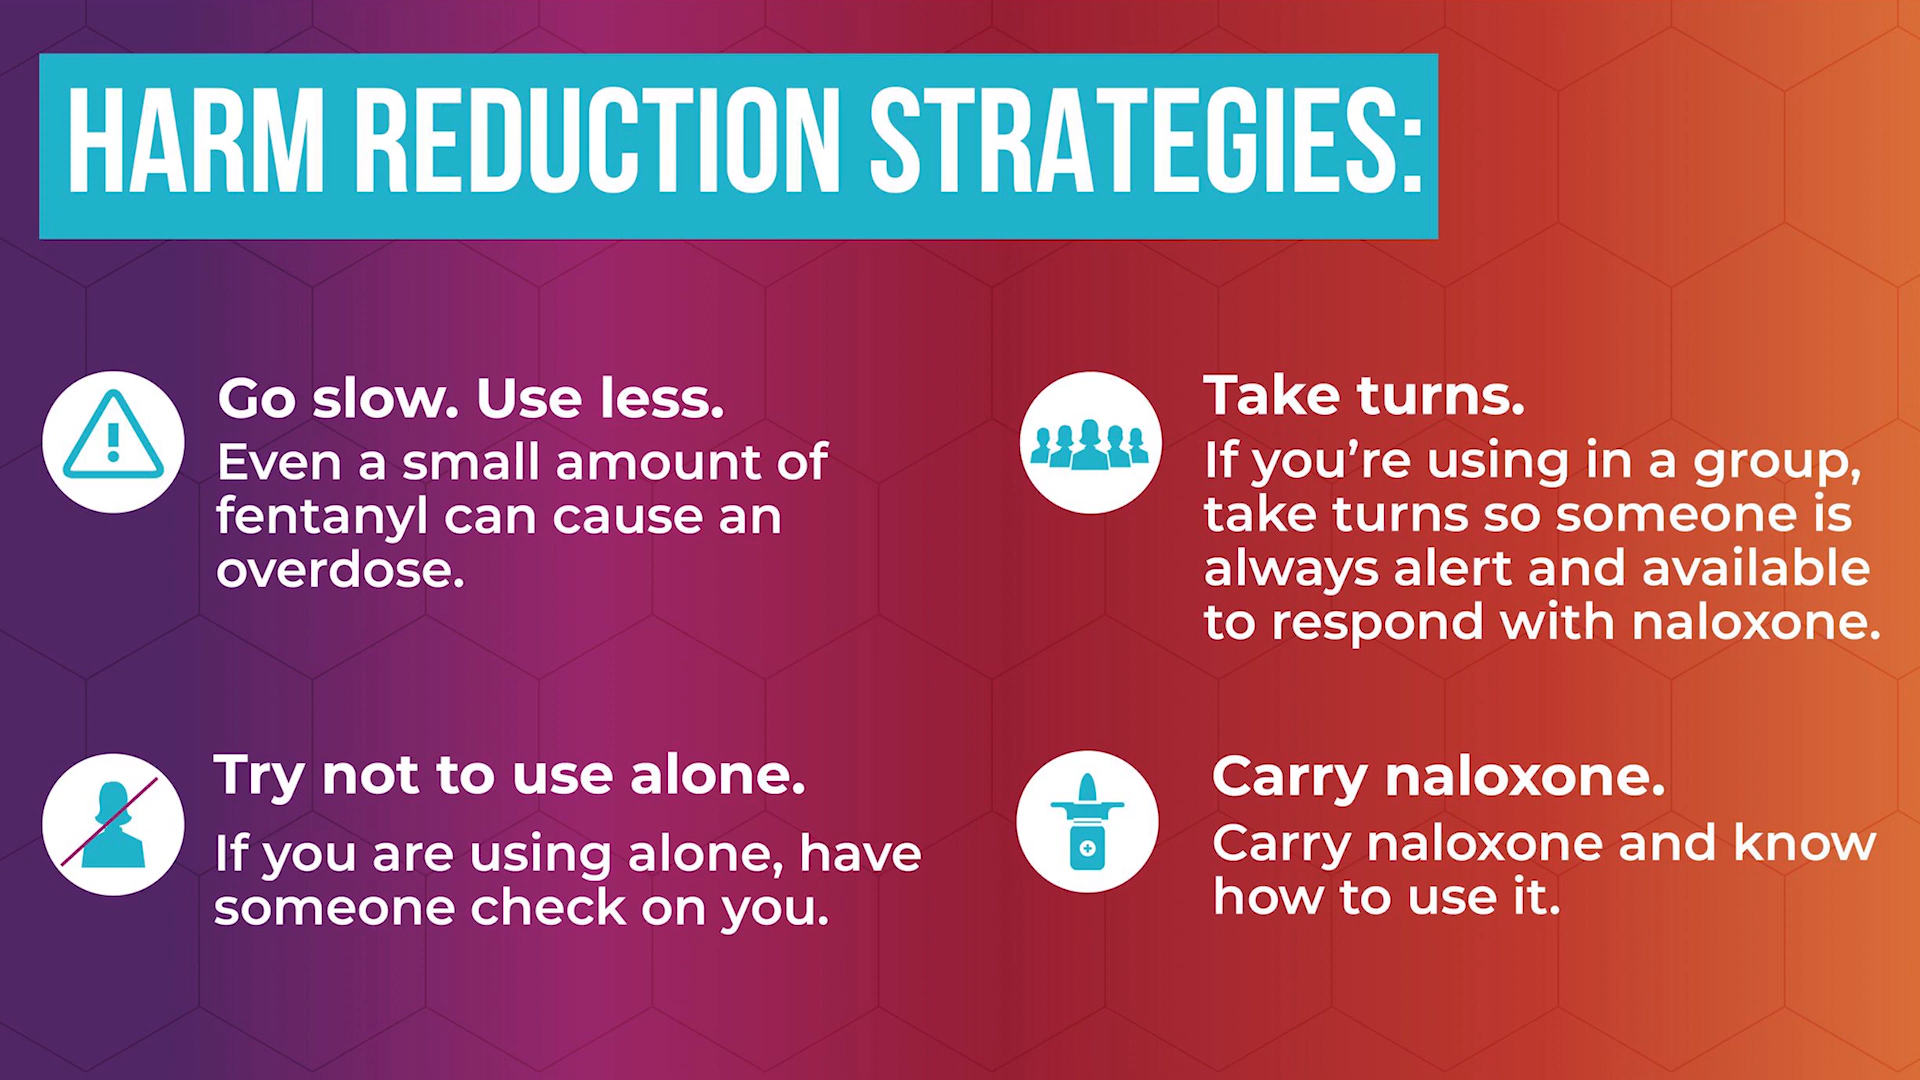 HARM REDUCTION STRATEGIES:
Go slow. Use less.
Even a small amount of
fentanyl can cause an
overdose.
Take turns.
If you’re using in a group,
take turns so someone is
always alert and available
to respond with naloxone.
Try not to use alone.
If you are using alone, have
someone check on you.
Carry naloxone.
Carry naloxone and know
how to use it.